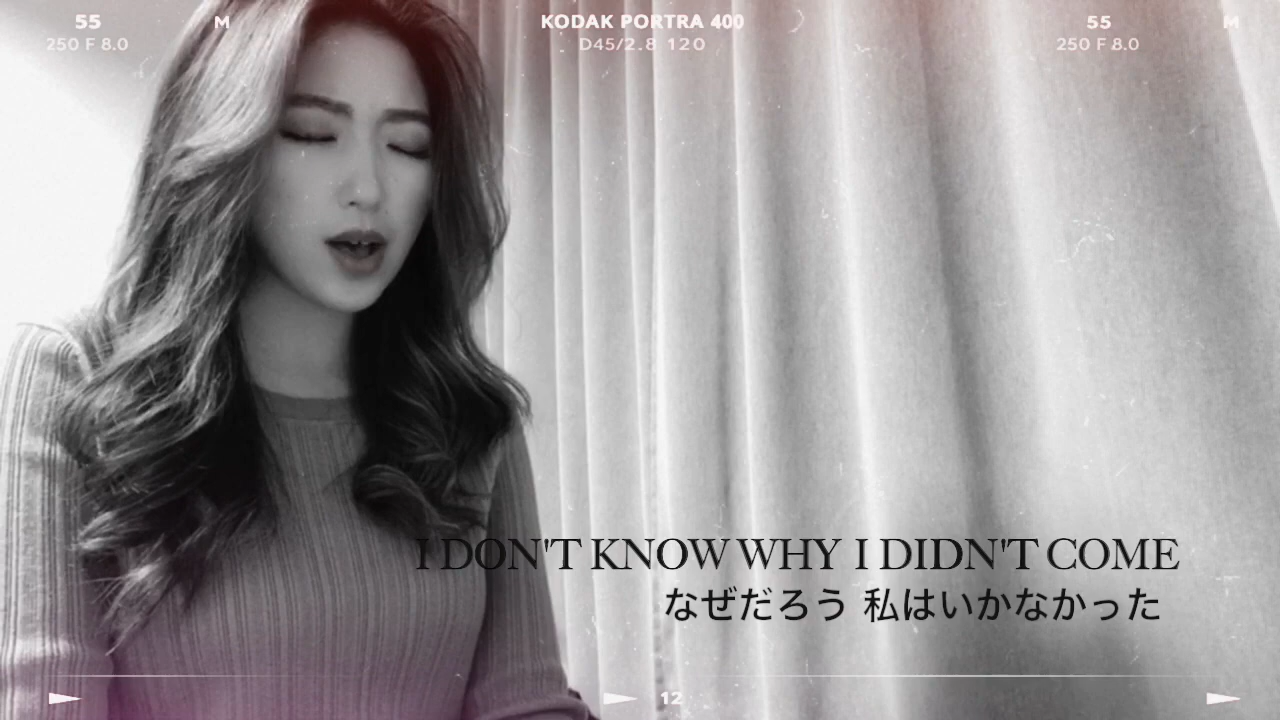 55 M KODAK PORTRA 400 55 M
250 F 8.0 D45/2.8 120 250 F 8.0
I DON'T KNOW WHY I DIDN'T COME
なぜだろう 私はいかなかった
12